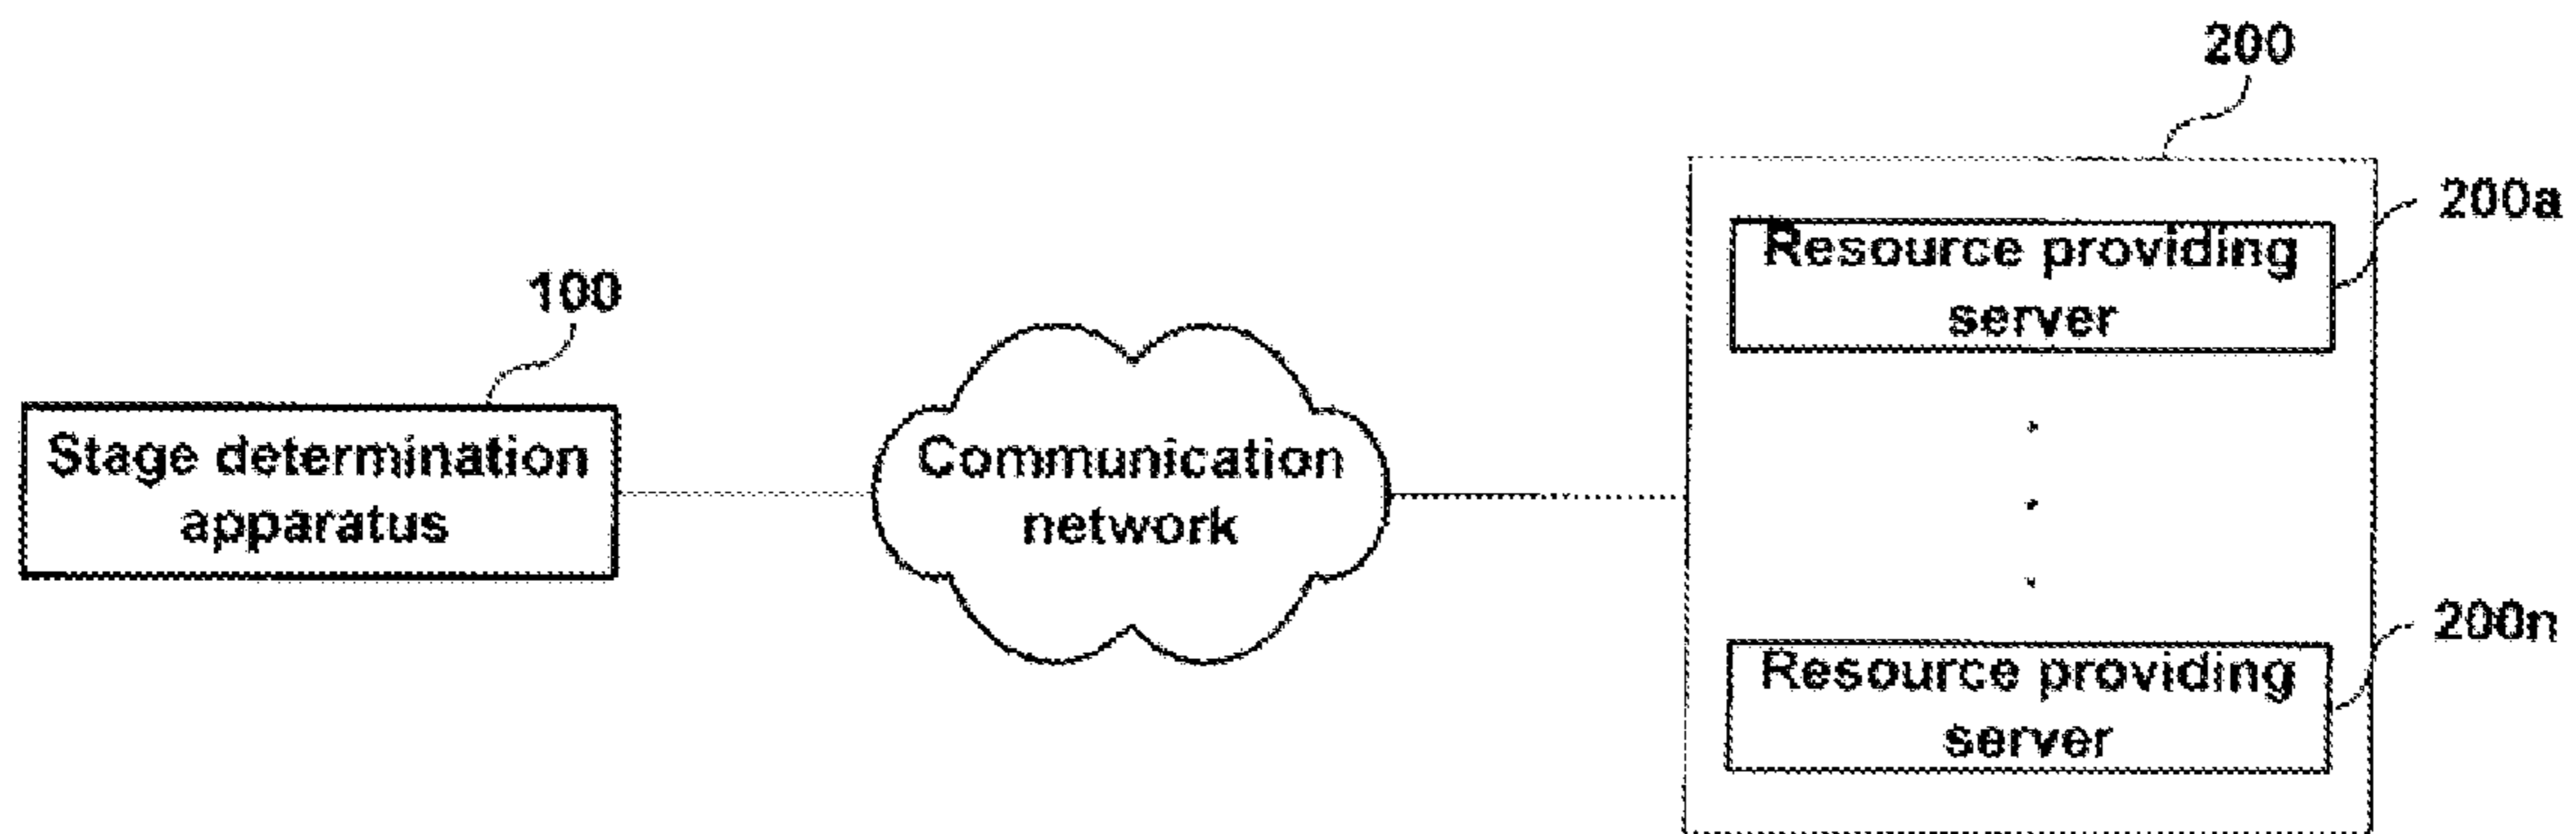 200
200a
Resource providing
server
100
Stage determination
apparatus
Communication
network
200n
Resource providing
server